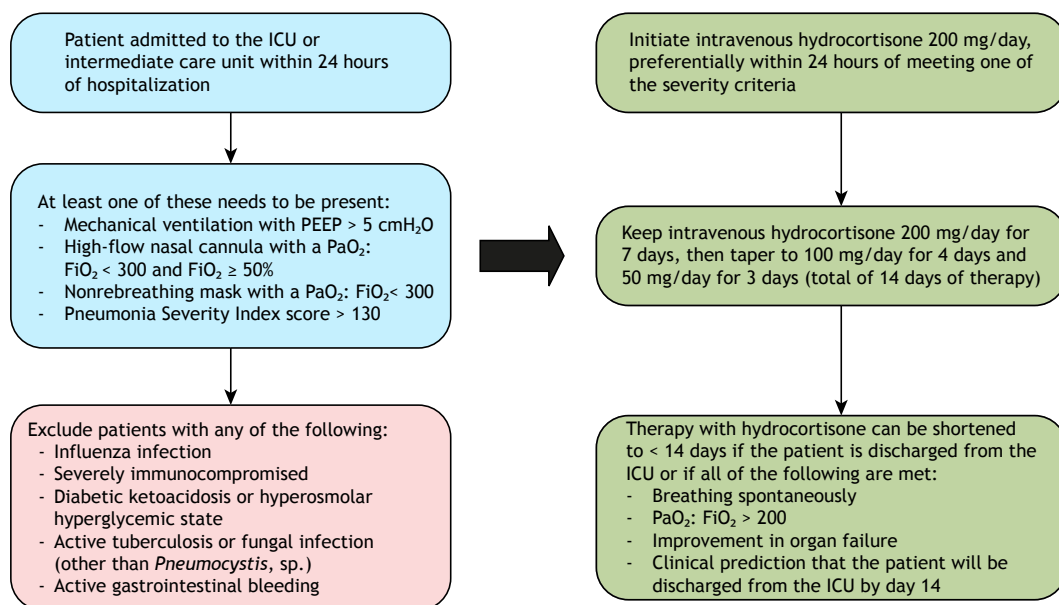 Patient admitted to the ICU or
intermediate care unit within 24 hours
of hospitalization
At least one of these needs to be present:
- Mechanical ventilation with PEEP > 5 cmH₂O
- High-flow nasal cannula with a PaO₂:
FiO₂ < 300 and FiO₂ ≥ 50%
- Nonrebreathing mask with a PaO₂: FiO₂< 300
- Pneumonia Severity Index score > 130
Exclude patients with any of the following:
- Influenza infection
- Severely immunocompromised
- Diabetic ketoacidosis or hyperosmolar
hyperglycemic state
- Active tuberculosis or fungal infection
(other than Pneumocystis, sp.)
- Active gastrointestinal bleeding
Initiate intravenous hydrocortisone 200 mg/day,
preferentially within 24 hours of meeting one of
the severity criteria
Keep intravenous hydrocortisone 200 mg/day for
7 days, then taper to 100 mg/day for 4 days and
50 mg/day for 3 days (total of 14 days of therapy)
Therapy with hydrocortisone can be shortened
to < 14 days if the patient is discharged from the
ICU or if all of the following are met:
- Breathing spontaneously
- PaO₂: FiO₂ > 200
- Improvement in organ failure
- Clinical prediction that the patient will be
discharged from the ICU by day 14